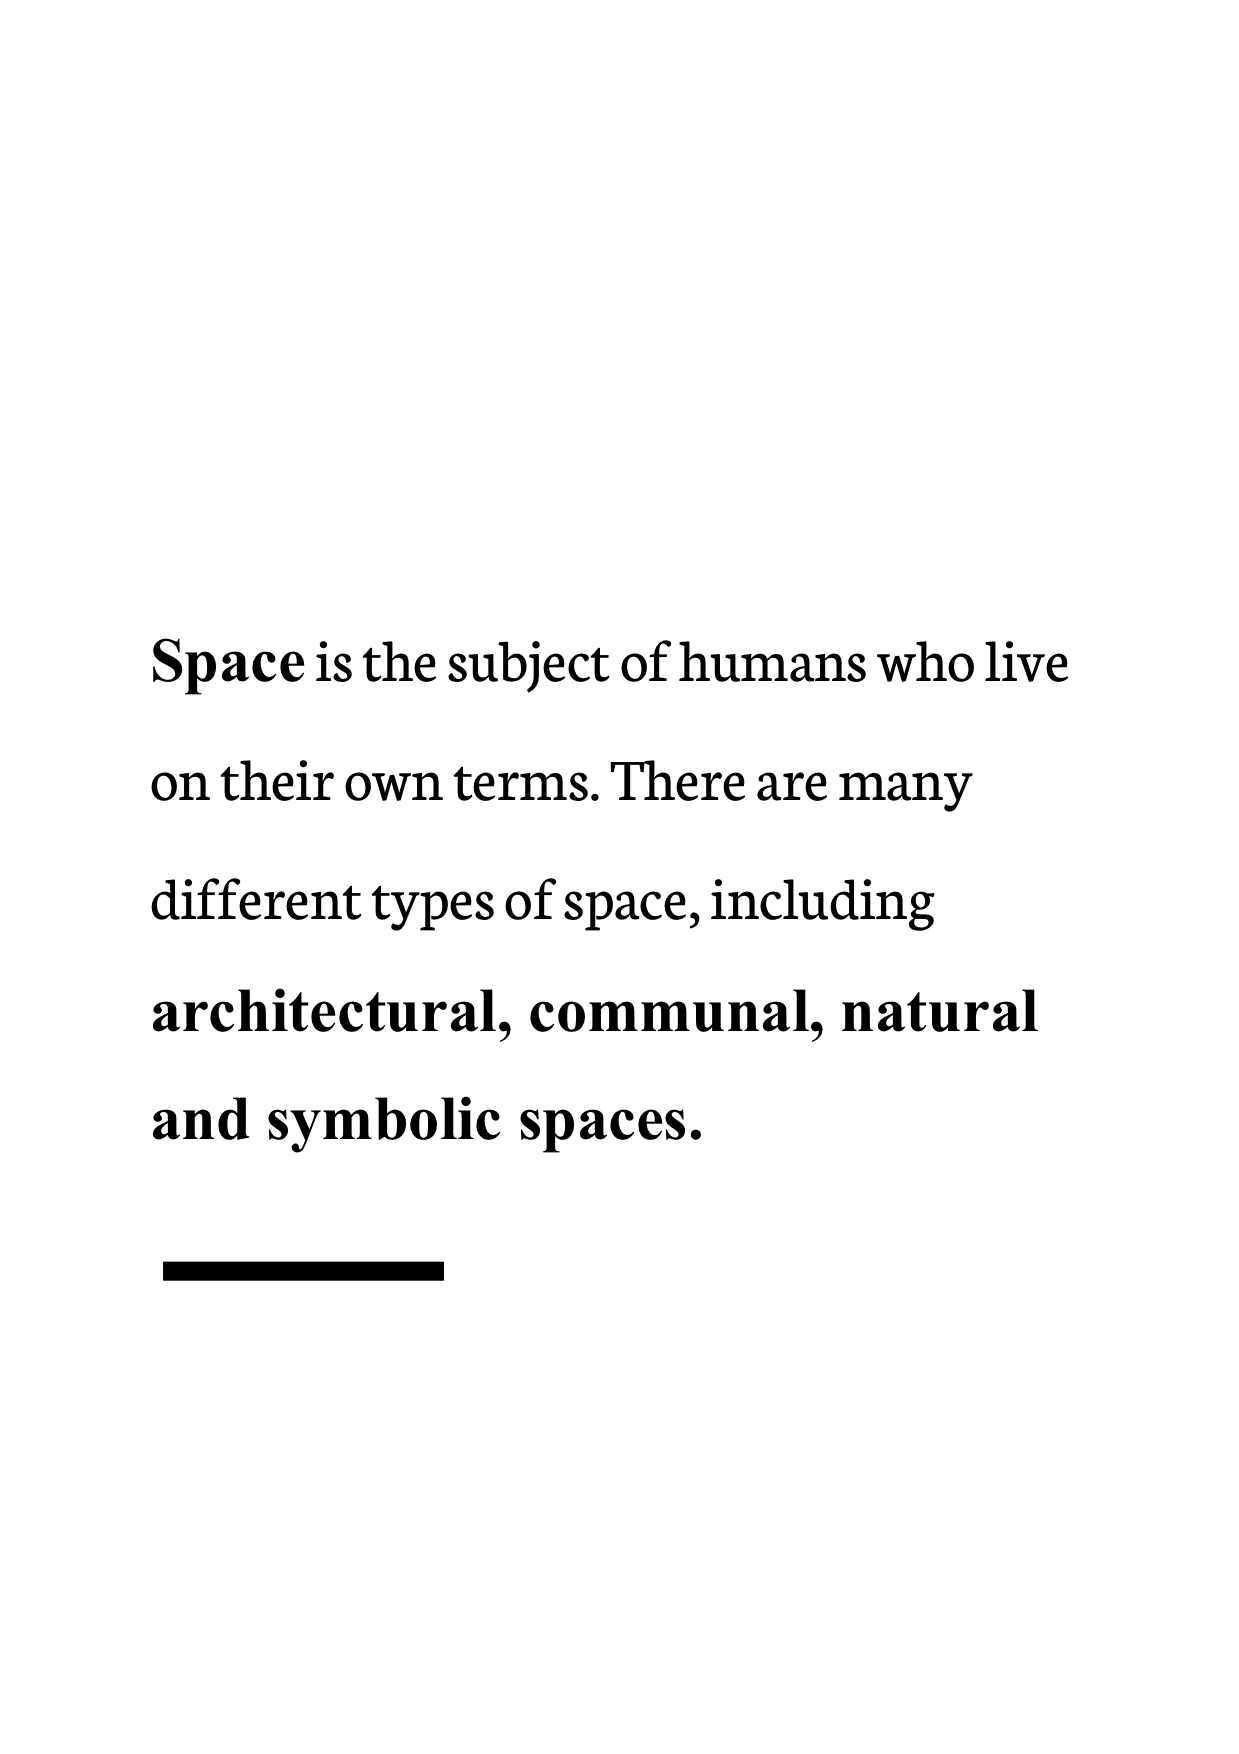 Space is the subject of humans who live
on their own terms. There are many
different types of space, including
architectural, communal, natural
and symbolic spaces.